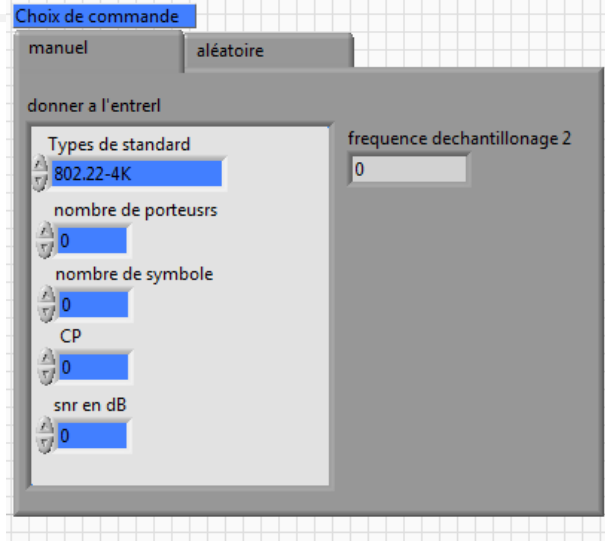 Choix de commande
manuel
aléatoire
donner a l'entrerl
Types de standard
802.22-4K
nombre de porteusrs
0
nombre de symbole
0
CP
0
snr en dB
0
frequence dechantillonage 2
0